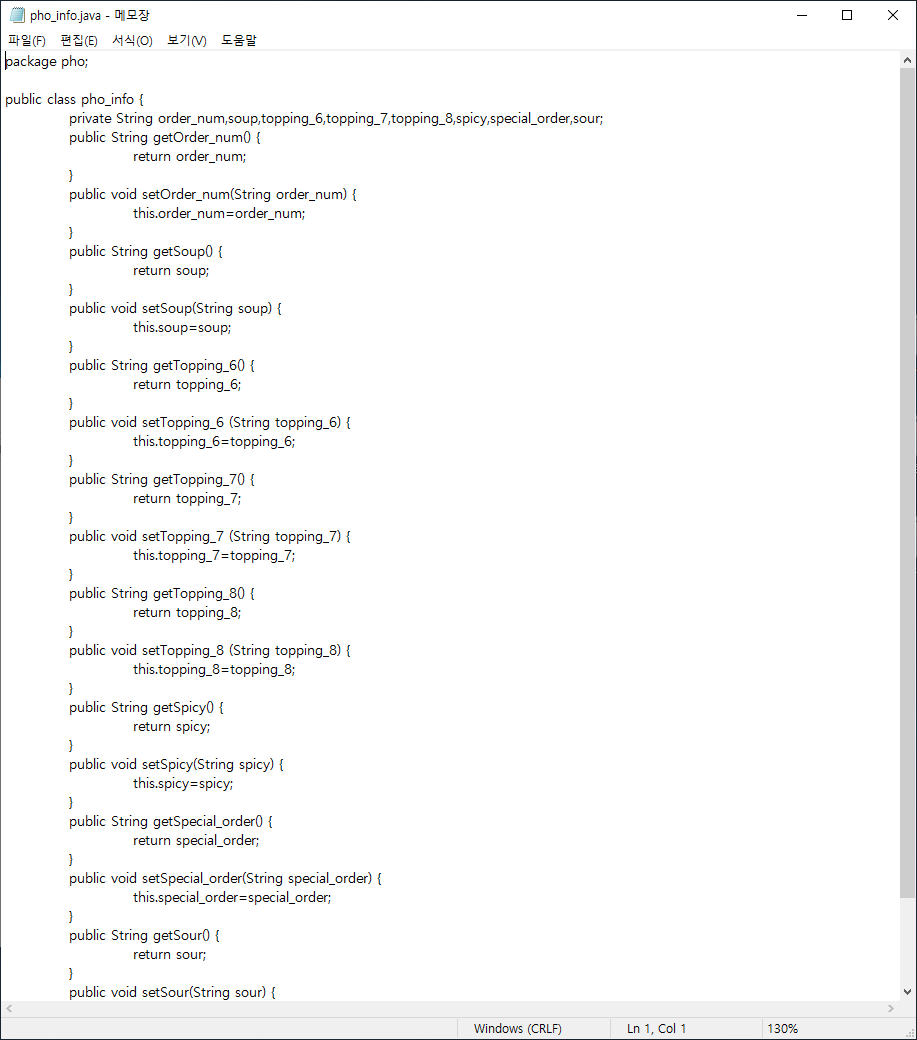 pho_info.java - 메모장
파일(F) 편집(E) 서식(O) 보기(V) 도움말
package pho;
public class pho_info {
private String order_num,soup,topping_6,topping_7,topping_8,spicy,special_order,sour;
public String getOrder_num() {
return order_num;
}
public void setOrder_num(String order_num) {
this.order_num=order_num;
}
public String getSoup() {
return soup;
}
public void setSoup(String soup) {
this.soup=soup;
}
public String getTopping_6() {
return topping_6;
}
public void setTopping_6 (String topping_6) {
this.topping_6=topping_6;
}
public String getTopping_7() {
return topping_7;
}
public void setTopping_7 (String topping_7) {
this.topping_7=topping_7;
}
public String getTopping_8() {
return topping_8;
}
public void setTopping_8 (String topping_8) {
this.topping_8=topping_8;
}
public String getSpicy() {
return spicy;
}
public void setSpicy(String spicy) {
this.spicy=spicy;
}
public String getSpecial_order() {
return special_order;
}
public void setSpecial_order(String special_order) {
this.special_order=special_order;
}
public String getSour() {
return sour;
}
public void setSour(String sour) {
Windows (CRLF) Ln 1, Col 1 130%